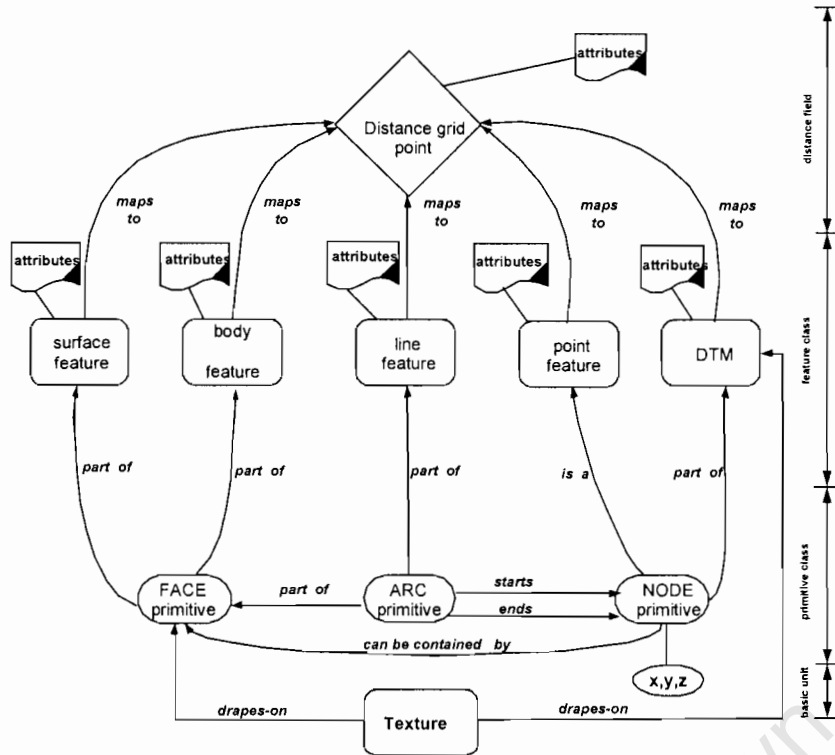 attributes
attributes
Distance grid
point
distance field
maps
to
maps
to
maps
to
maps
to
maps
to
attributes
attributes
attributes
attributes
attributes
surface
feature
body
feature
line
feature
point
feature
DTM
feature class
part of
part of
part of
is a
part of
FACE
primitive
part of
ARC
primitive
starts
ends
NODE
primitive
primitive class
can be contained by
x,y,z
basic unit
drapes-on
Texture
drapes-on